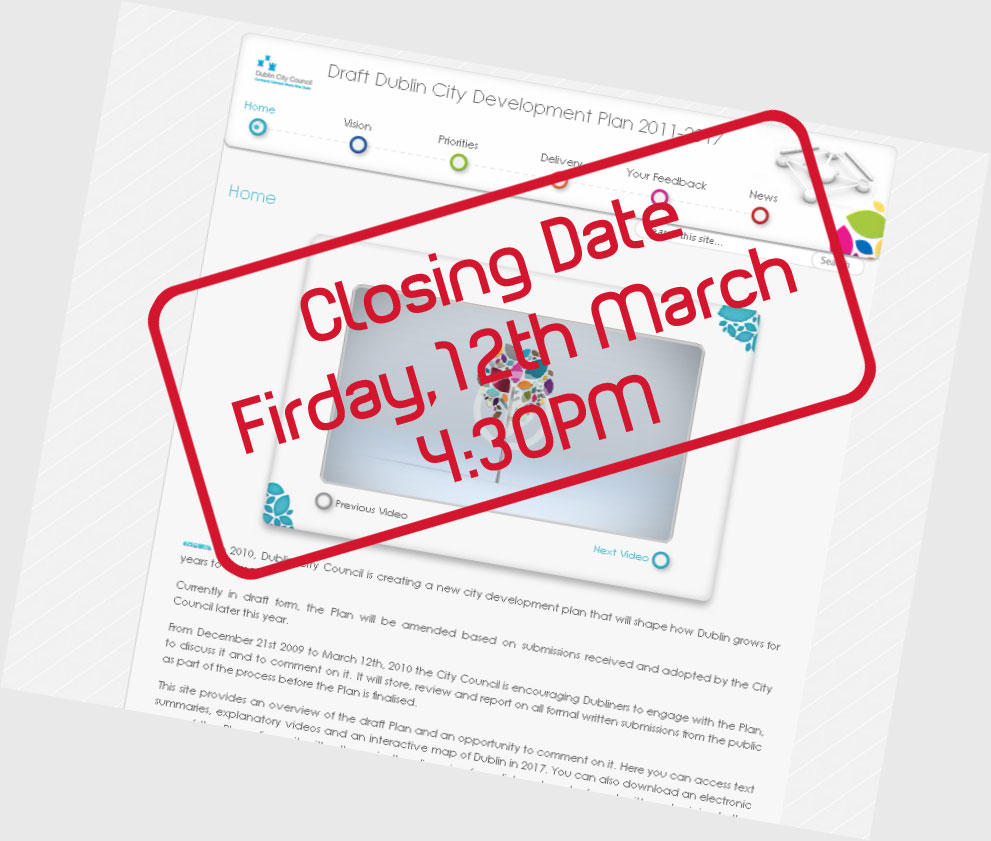 Dublin City Council
Draft Dublin City Development Plan 2011-2017
Home
Vision
Priorities
Delivery
Your Feedback
News
Home
this site...
Closing Date
Firday, 12th March
4:30PM
Previous Video
Next Video
2010, Dublin City Council is creating a new city development plan that will shape how Dublin grows for
years to
Currently in draft form, the Plan will be amended based on submissions received and adopted by the City
Council later this year.
From December 21st 2009 to March 12th, 2010 the City Council is encouraging Dubliners to engage with the Plan,
to discuss it and to comment on it. It will store, review and report on all formal written submissions from the public
as part of the process before the Plan is finalised.
This site provides an overview of the draft Plan and an opportunity to comment on it. Here you can access text
summaries, explanatory videos and an interactive map of Dublin in 2017. You can also download an electronic